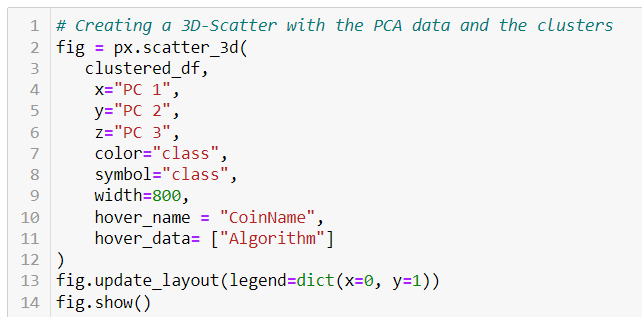 1 # Creating a 3D-Scatter with the PCA data and the clusters
2 fig = px.scatter_3d(
3    clustered_df,
4     x="PC 1",
5     y="PC 2",
6     z="PC 3",
7     color="class",
8     symbol="class",
9     width=800,
10     hover_name = "CoinName",
11     hover_data= ["Algorithm"]
12 )
13 fig.update_layout(legend=dict(x=0, y=1))
14 fig.show()